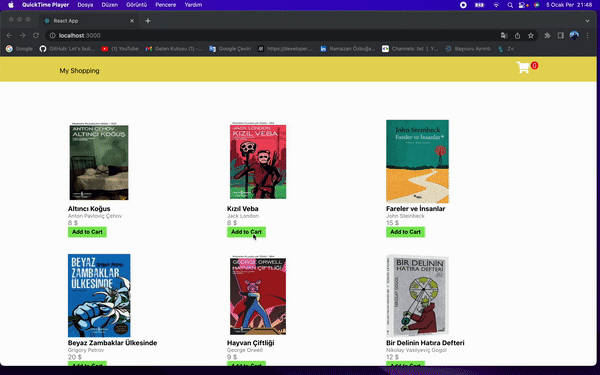 QuickTime Player Dosya Düzen Görüntü Pencere Yardım
5 Ocak Per 21:48
React App
localhost:3000
Google
GitHub: Let's buil...
(1) YouTube
Gelen Kutusu
Google Çeviri
https://developer...
Ramazan Özbuğa...
Channels: list | Y...
Başvuru Ayrıntı
My Shopping
0
ANTON ÇEHOV
ALTINCI KOĞUŞ
JACK LONDON
KIZIL VEBA
John Steinbeck
Fareler ve İnsanlar
Altıncı Koğus
Anton Pavloviç Çehov
8 $
Add to Cart
Kızıl Veba
Jack London
8 $
Add to Cart
Fareler ve İnsanlar
John Steinbeck
15 $
Add to Cart
BEYAZ
ZAMBAKLAR
ÜLKESİNDE
GEORGE ORWELL
HAYVAN ÇİFTLİĞİ
BİR DELİNİN
HATIRA DEFTERİ
NIKOLAY GOGOL
Beyaz Zambaklar Ülkesinde
Grigory Petrov
20 $
Add to Cart
Hayvan Çiftliği
George Orwell
9 $
Add to Cart
Bir Delinin Hatıra Defteri
Nikolay Vasilyeviç Gogol
12 $
Add to Cart